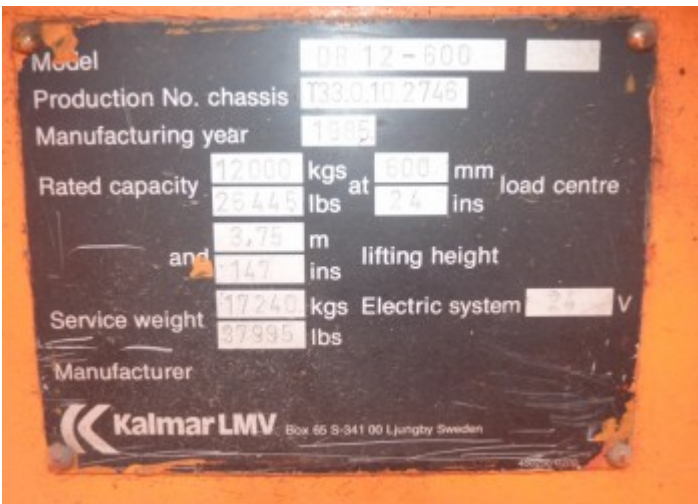 Model DB 12-600
Production No. chassis T33.0.10.2746
Manufacturing year 1995
Rated capacity 12000 kgs at 600 mm load centre
26445 lbs 24 ins
and 3,75 m lifting height
147 ins
Service weight 17240 kgs Electric system 24 V
37995 lbs
Manufacturer
Kalmar LMV Box 65 S-341 00 Ljungby Sweden